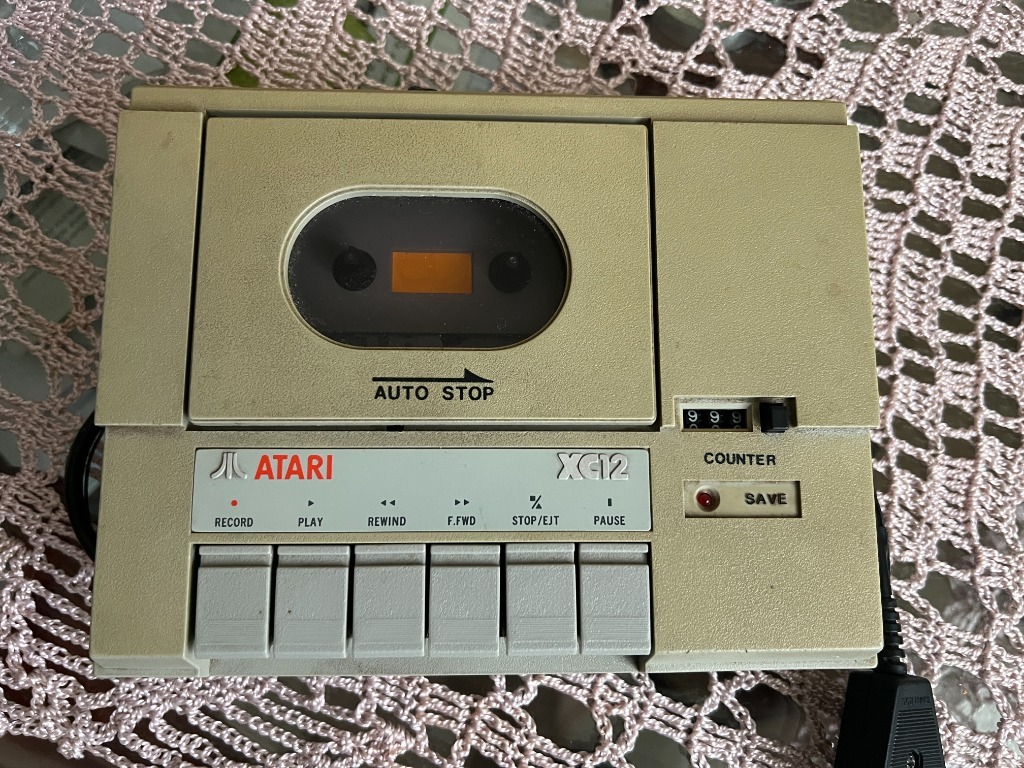 AUTO STOP
999
COUNTER
SAVE
ATARI
XC12
RECORD
PLAY
REWIND
F.FWD
STOP/EJT
PAUSE